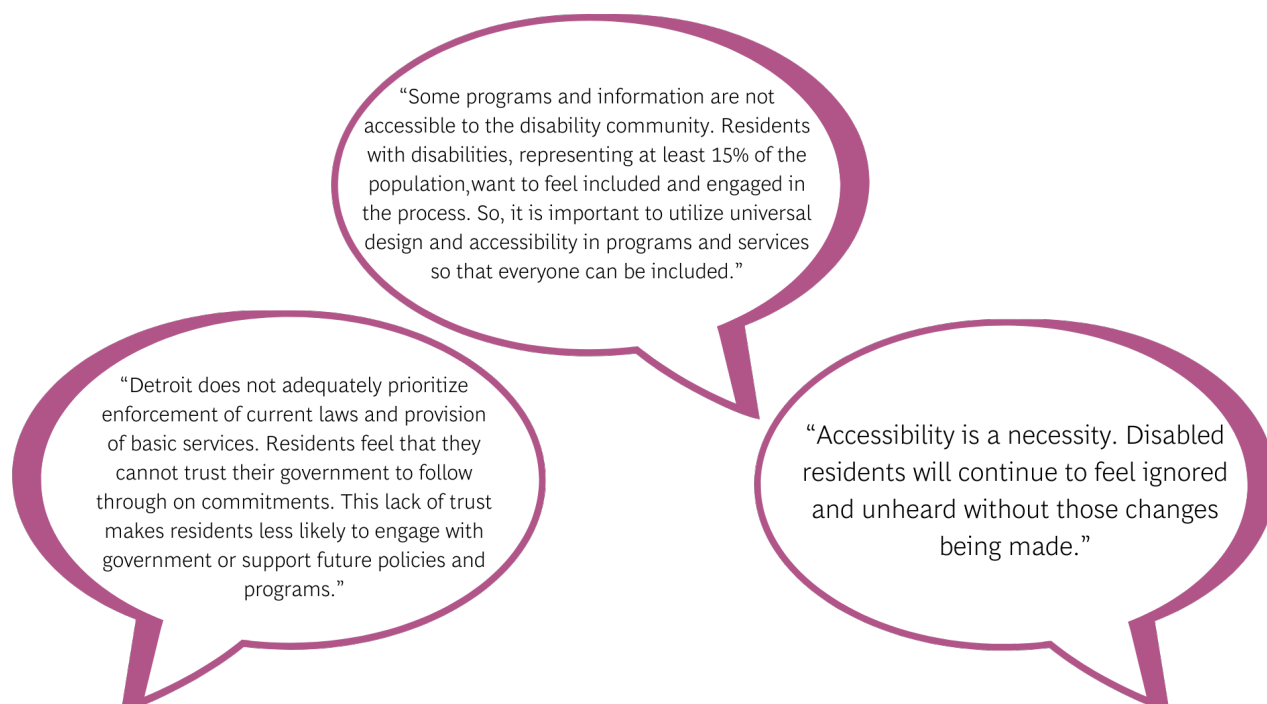 “Some programs and information are not
accessible to the disability community. Residents
with disabilities, representing at least 15% of the
population,want to feel included and engaged in
the process. So, it is important to utilize universal
design and accessibility in programs and services
so that everyone can be included.”
“Detroit does not adequately prioritize
enforcement of current laws and provision
of basic services. Residents feel that they
cannot trust their government to follow
through on commitments. This lack of trust
makes residents less likely to engage with
government or support future policies and
programs.”
“Accessibility is a necessity. Disabled
residents will continue to feel ignored
and unheard without those changes
being made.”